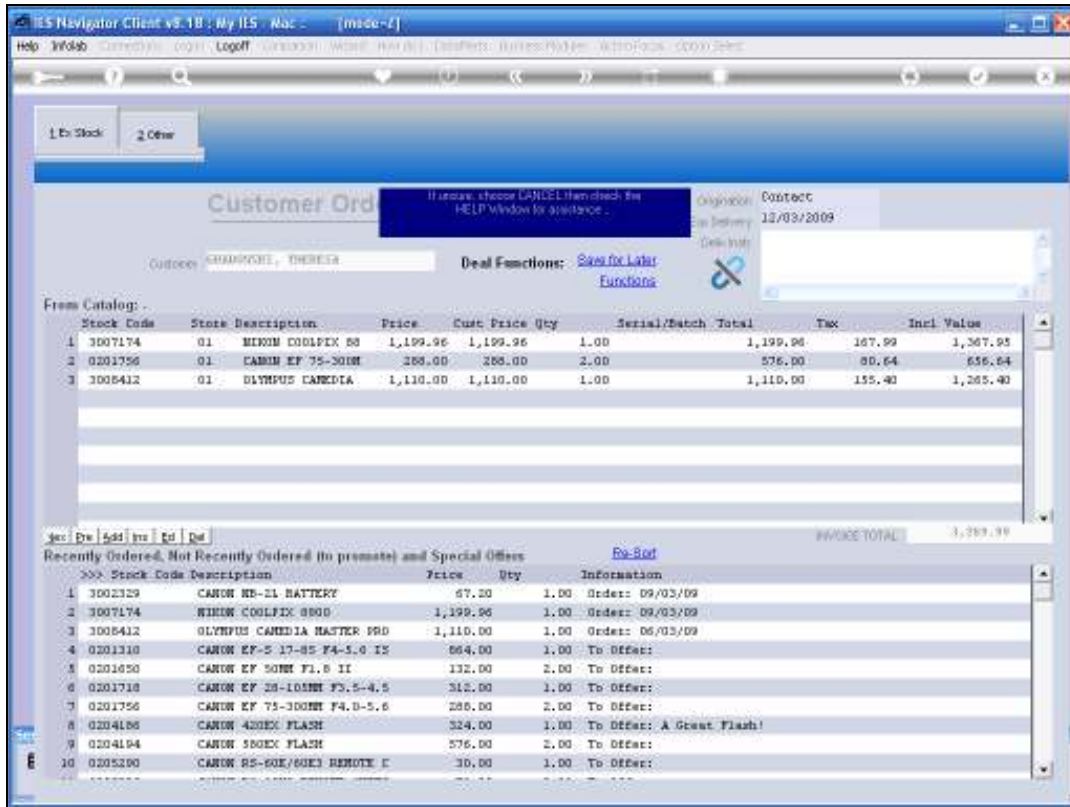 IES Navigator Client v8.18 : My IES - Mac - [mode=Z]
Help Infolab Logoff
1 Ex Stock 2 Other
Customer Ord
If unsure, choose CANCEL then check the
HELP Window for assistance ..
Origination Contact
Delivery 12/03/2009
Customer THERESA
Deal Functions: Save for Later
Functions
From Catalog: .
Stock Code Store Description Price Cust Price Qty Serial/Batch Total Tax Incl Value
1 3007174 01 NIKON COOLPIX 88 1,199.96 1,199.96 1.00 1,199.96 167.99 1,367.95
2 0201756 01 CANON EF 75-300M 288.00 288.00 2.00 576.00 80.64 656.64
3 3008412 01 OLYMPUS CAMEDIA 1,110.00 1,110.00 1.00 1,110.00 155.40 1,265.40
Pre Add Ins Ed Del
INVOICE TOTAL
Recently Ordered, Not Recently Ordered (to promote) and Special Offers Re-Sort
>>> Stock Code Description Price Qty Information
1 3002329 CANON NB-2L BATTERY 67.20 1.00 Order: 09/03/09
2 3007174 NIKON COOLPIX 8800 1,199.96 1.00 Order: 09/03/09
3 3008412 OLYMPUS CAMEDIA MASTER PRO 1,110.00 1.00 Order: 06/03/09
4 0201310 CANON EF-S 17-85 F4-5.6 IS 864.00 1.00 To Offer:
5 0201650 CANON EF 50MM F1.8 II 132.00 2.00 To Offer:
6 0201718 CANON EF 28-105MM F3.5-4.5 312.00 1.00 To Offer:
7 0201756 CANON EF 75-300MM F4.0-5.6 288.00 2.00 To Offer:
8 0204186 CANON 420EX FLASH 324.00 1.00 To Offer: A Great Flash!
9 0204194 CANON 580EX FLASH 576.00 2.00 To Offer:
10 0205290 CANON RS-60E/60E3 REMOTE C 30.00 1.00 To Offer: